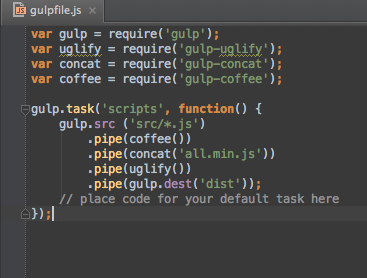 gulpfile.js
var gulp = require('gulp');
var uglify = require('gulp-uglify');
var concat = require('gulp-concat');
var coffee = require('gulp-coffee');
gulp.task('scripts', function() {
    gulp.src ('src/*.js')
        .pipe(coffee())
        .pipe(concat('all.min.js'))
        .pipe(uglify())
        .pipe(gulp.dest('dist'));
    // place code for your default task here
});